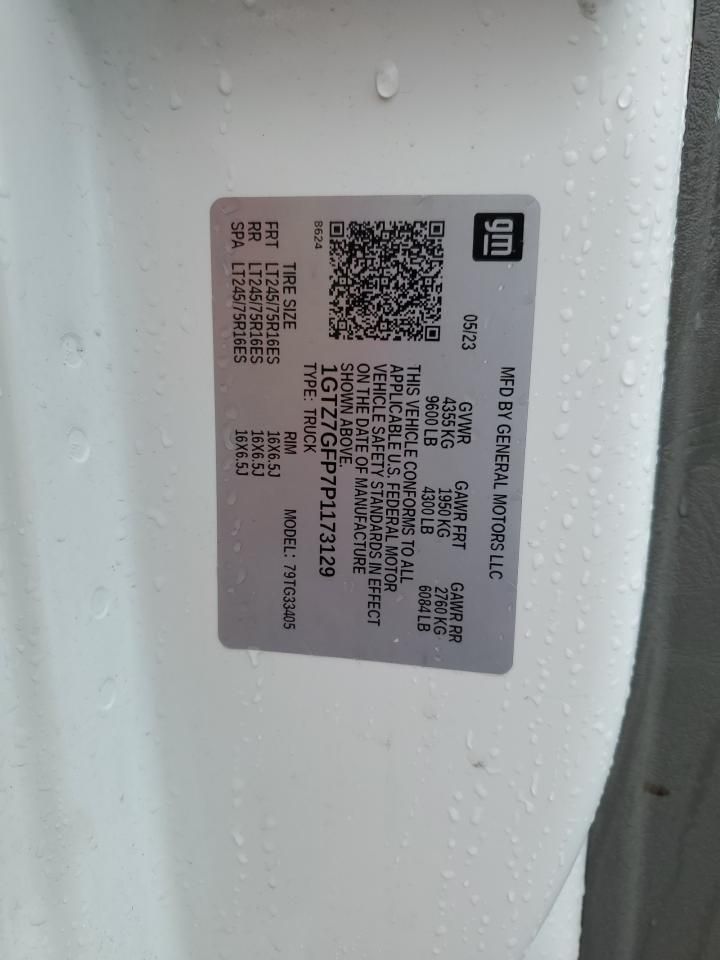 gm
MFD BY GENERAL MOTORS LLC
05/23
GVWR GAWR FRT GAWR RR
4355 KG 1950 KG 2760 KG
9600 LB 4300 LB 6084 LB
THIS VEHICLE CONFORMS TO ALL
APPLICABLE U.S. FEDERAL MOTOR
VEHICLE SAFETY STANDARDS IN EFFECT
ON THE DATE OF MANUFACTURE
SHOWN ABOVE.
1GTZ7GFP7P1173129
TYPE: TRUCK
8624
MODEL: 79TG33405
TIRE SIZE RIM
FRT LT245/75R16ES 16X6.5J
RR LT245/75R16ES 16X6.5J
SPA LT245/75R16ES 16X6.5J